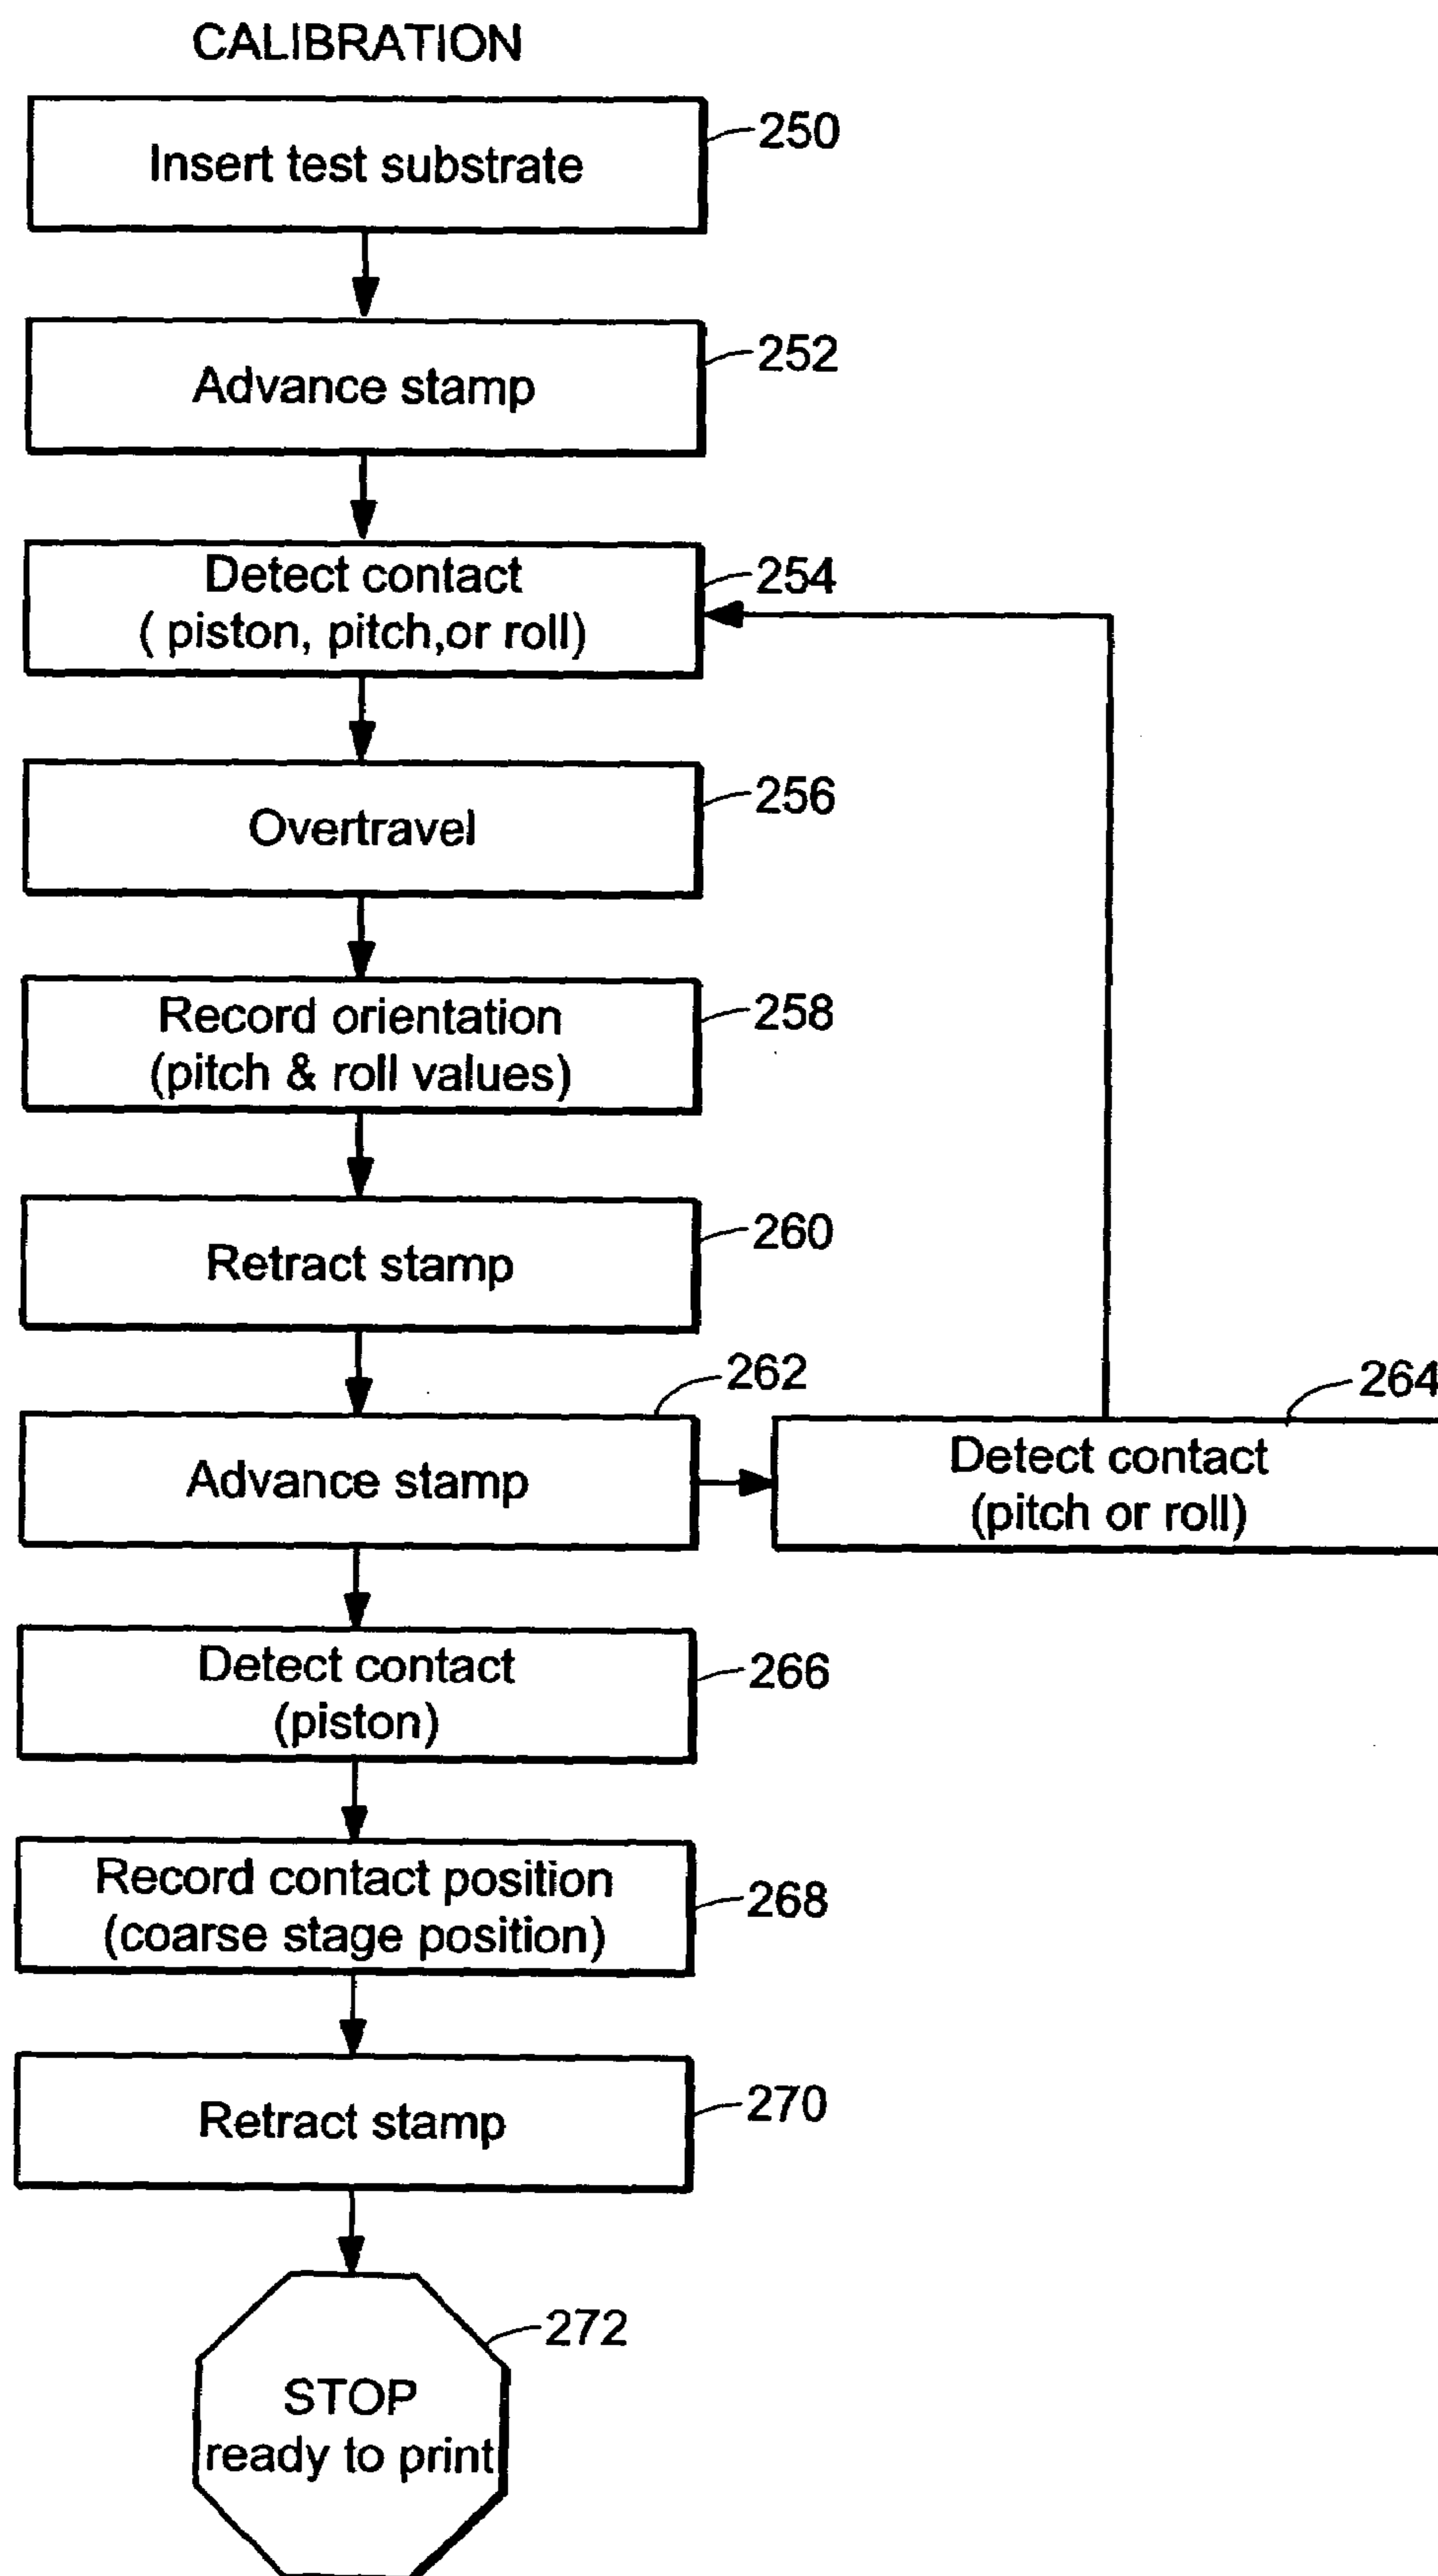 CALIBRATION
Insert test substrate
250
Advance stamp
252
Detect contact
( piston, pitch,or roll)
254
Overtravel
256
Record orientation
(pitch & roll values)
258
Retract stamp
260
Advance stamp
262
Detect contact
(pitch or roll)
264
Detect contact
(piston)
266
Record contact position
(coarse stage position)
268
Retract stamp
270
STOP
ready to print
272